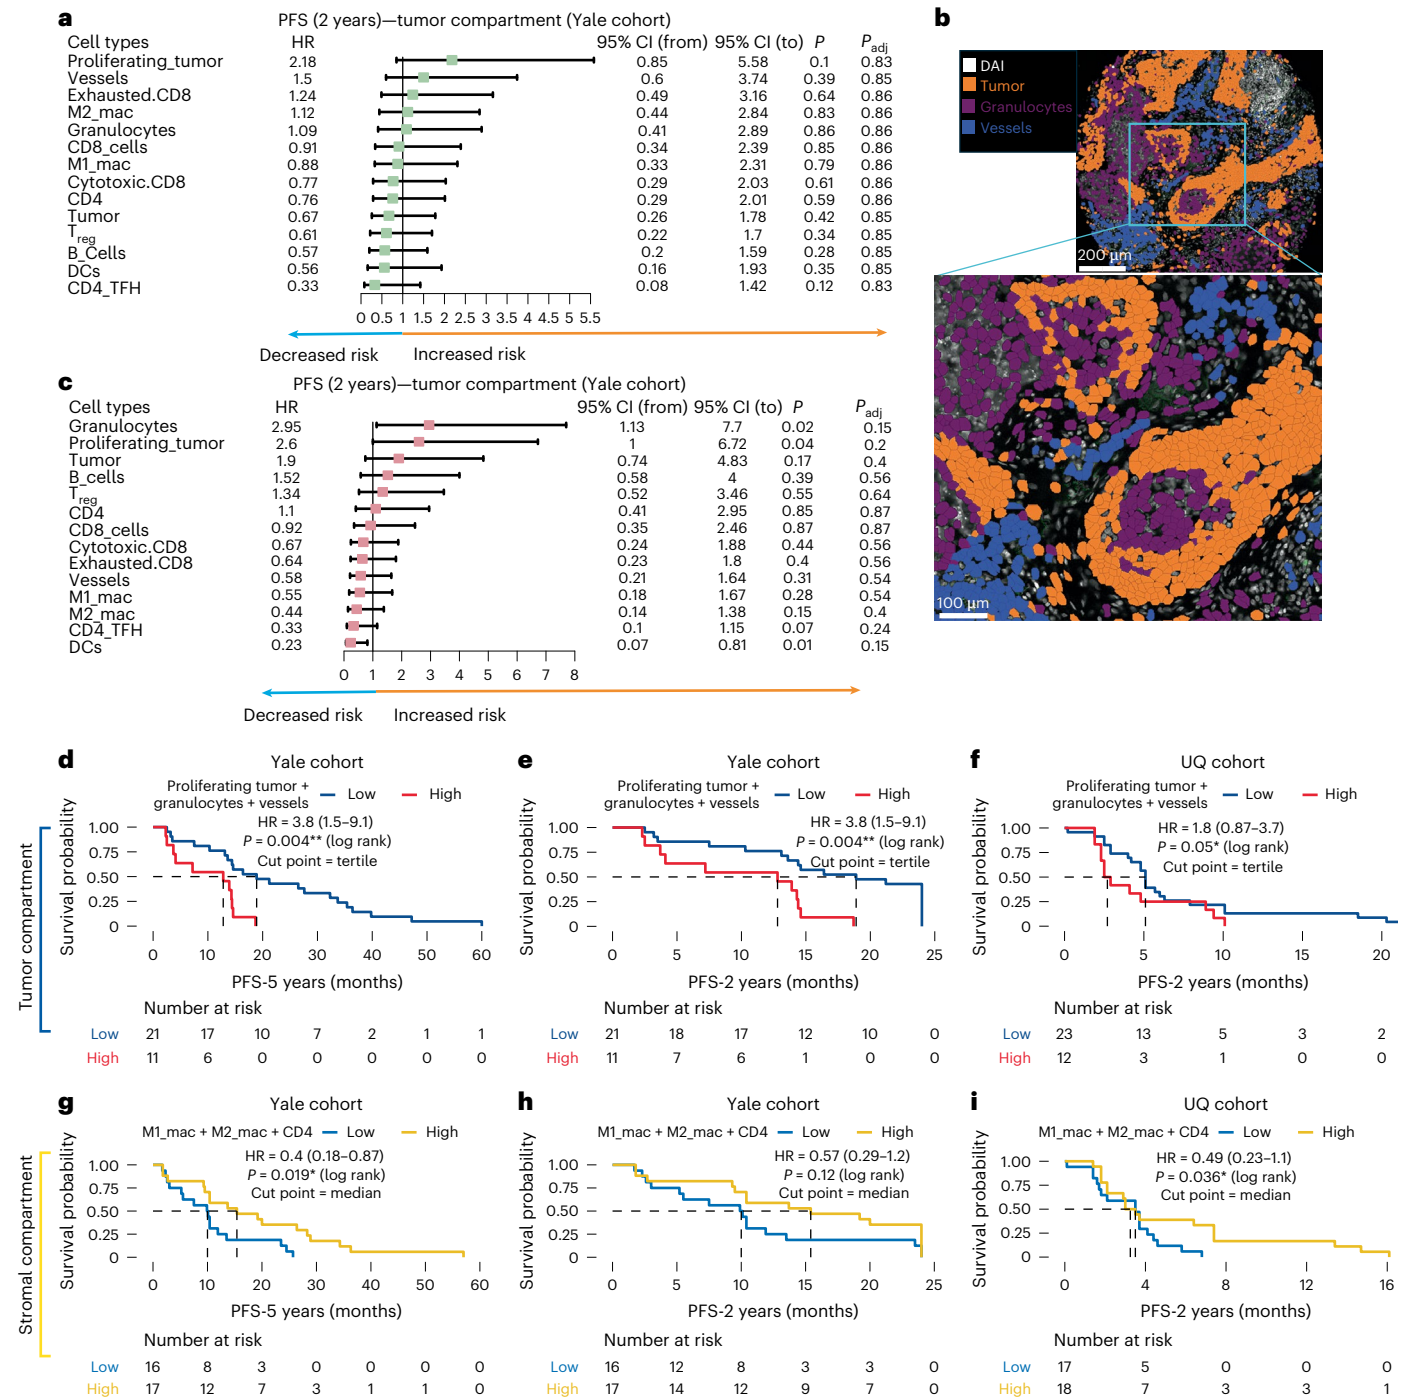 a
PFS (2 years)—tumor compartment (Yale cohort)
Cell types HR 95% CI (from) 95% CI (to) P Padj
Proliferating_tumor 2.18 0.85 5.58 0.1 0.83
Vessels 1.5 0.6 3.74 0.39 0.85
Exhausted.CD8 1.24 0.49 3.16 0.64 0.86
M2_mac 1.12 0.44 2.84 0.83 0.86
Granulocytes 1.09 0.41 2.89 0.86 0.86
CD8_cells 0.91 0.34 2.39 0.85 0.86
M1_mac 0.88 0.33 2.31 0.79 0.86
Cytotoxic.CD8 0.77 0.29 2.03 0.61 0.86
CD4 0.76 0.29 2.01 0.59 0.86
Tumor 0.67 0.26 1.78 0.42 0.85
Treg 0.61 0.22 1.7 0.34 0.85
B_Cells 0.57 0.2 1.59 0.28 0.85
DCs 0.56 0.16 1.93 0.35 0.85
CD4_TFH 0.33 0.08 1.42 0.12 0.83
0 0.5 1 1.5 2 2.5 3 3.5 4 4.5 5 5.5
Decreased risk Increased risk
b
DAI
Tumor
Granulocytes
Vessels
200 µm
100 µm
c
PFS (2 years)—tumor compartment (Yale cohort)
Cell types HR 95% CI (from) 95% CI (to) P Padj
Granulocytes 2.95 1.13 7.7 0.02 0.15
Proliferating_tumor 2.6 1 6.72 0.04 0.2
Tumor 1.9 0.74 4.83 0.17 0.4
B_cells 1.52 0.58 4 0.39 0.56
Treg 1.34 0.52 3.46 0.55 0.64
CD4 1.1 0.41 2.95 0.85 0.87
CD8_cells 0.92 0.35 2.46 0.87 0.87
Cytotoxic.CD8 0.67 0.24 1.88 0.44 0.56
Exhausted.CD8 0.64 0.23 1.8 0.4 0.56
Vessels 0.58 0.21 1.64 0.31 0.54
M1_mac 0.55 0.18 1.67 0.28 0.54
M2_mac 0.44 0.14 1.38 0.15 0.4
CD4_TFH 0.33 0.1 1.15 0.07 0.24
DCs 0.23 0.07 0.81 0.01 0.15
0 1 2 3 4 5 6 7 8
Decreased risk Increased risk
Tumor compartment
d
Yale cohort
Proliferating tumor +
granulocytes + vessels Low High
HR = 3.8 (1.5–9.1)
P = 0.004** (log rank)
Cut point = tertile
Survival probability
1.00
0.75
0.50
0.25
0
0 10 20 30 40 50 60
PFS-5 years (months)
Number at risk
Low 21 17 10 7 2 1 1
High 11 6 0 0 0 0 0
e
Yale cohort
Proliferating tumor +
granulocytes + vessels Low High
HR = 3.8 (1.5–9.1)
P = 0.004** (log rank)
Cut point = tertile
Survival probability
1.00
0.75
0.50
0.25
0
0 5 10 15 20 25
PFS-2 years (months)
Number at risk
Low 21 18 17 12 10 0
High 11 7 6 1 0 0
f
UQ cohort
Proliferating tumor +
granulocytes + vessels Low High
HR = 1.8 (0.87–3.7)
P = 0.05* (log rank)
Cut point = tertile
Survival probability
1.00
0.75
0.50
0.25
0
0 5 10 15 20
PFS-2 years (months)
Number at risk
Low 23 13 5 3 2
High 12 3 1 0 0
Stromal compartment
g
Yale cohort
M1_mac + M2_mac + CD4 Low High
HR = 0.4 (0.18–0.87)
P = 0.019* (log rank)
Cut point = median
Survival probability
1.00
0.75
0.50
0.25
0
0 10 20 30 40 50 60
PFS-5 years (months)
Number at risk
Low 16 8 3 0 0 0 0
High 17 12 7 3 1 1 0
h
Yale cohort
M1_mac + M2_mac + CD4 Low High
HR = 0.57 (0.29–1.2)
P = 0.12 (log rank)
Cut point = median
Survival probability
1.00
0.75
0.50
0.25
0
0 5 10 15 20 25
PFS-2 years (months)
Number at risk
Low 16 12 8 3 3 0
High 17 14 12 9 7 0
i
UQ cohort
M1_mac + M2_mac + CD4 Low High
HR = 0.49 (0.23–1.1)
P = 0.036* (log rank)
Cut point = median
Survival probability
1.00
0.75
0.50
0.25
0
0 4 8 12 16
PFS-2 years (months)
Number at risk
Low 17 5 0 0 0
High 18 7 3 3 1